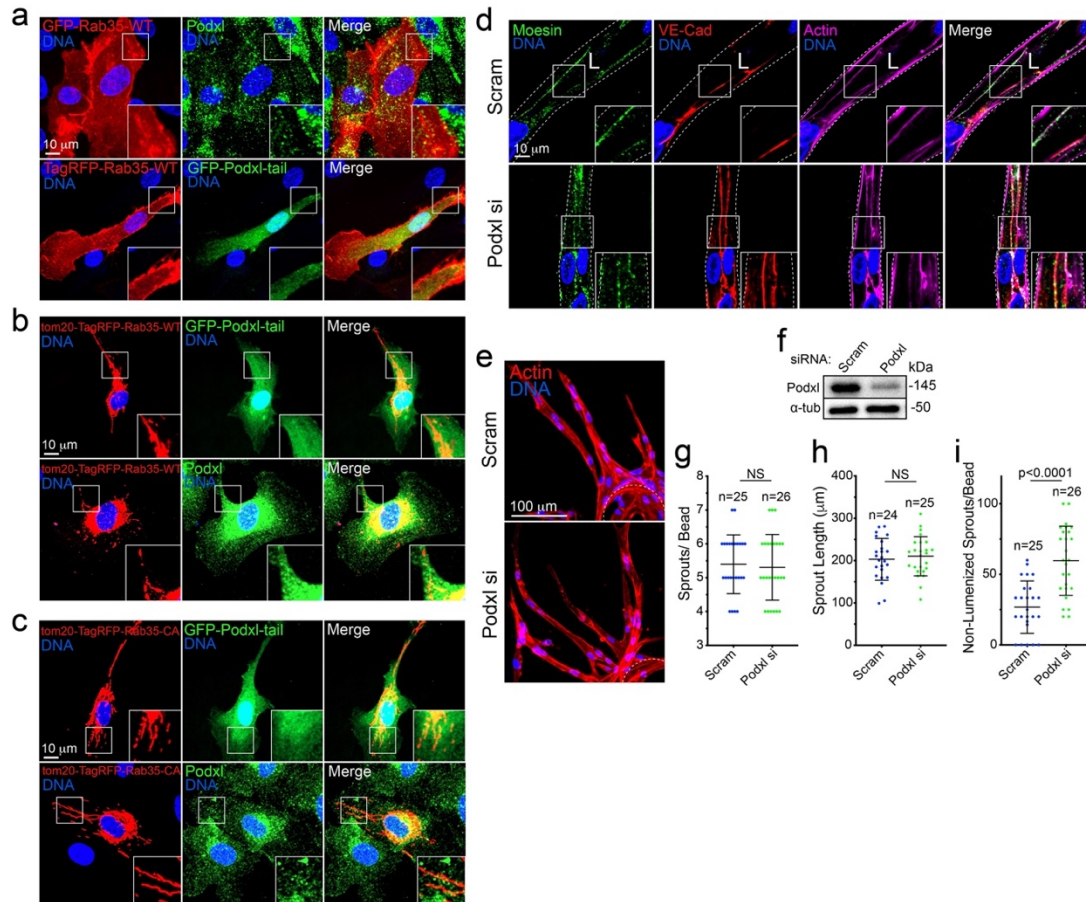 a
GFP-Rab35-WT
DNA
Podxl
DNA
Merge
10 µm
TagRFP-Rab35-WT
DNA
GFP-Podxl-tail
DNA
Merge
b
tom20-TagRFP-Rab35-WT
DNA
GFP-Podxl-tail
DNA
Merge
10 µm
tom20-TagRFP-Rab35-WT
DNA
Podxl
DNA
Merge
c
tom20-TagRFP-Rab35-CA
DNA
GFP-Podxl-tail
DNA
Merge
10 µm
tom20-TagRFP-Rab35-CA
DNA
Podxl
DNA
Merge
d
Moesin
DNA
VE-Cad
DNA
Actin
DNA
Merge
L
L
L
L
Scram
10 µm
Podxl si
e
Actin
DNA
Scram
100 µm
Podxl si
f
siRNA:
Scram
Podxl
kDa
Podxl
-145
α-tub
-50
g
NS
n=25
n=26
Sprouts/ Bead
8
7
6
5
4
3
Scram
Podxl si
h
NS
n=24
n=25
Sprout Length (µm)
400
300
200
100
0
Scram
Podxl si
i
p<0.0001
n=26
n=25
Non-Lumenized Sprouts/Bead
100
50
0
Scram
Podxl si